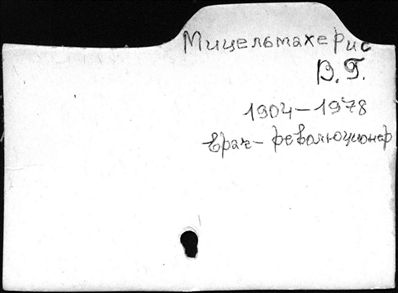 Мицельмахерис
В.Г.
1904-1978
врач-революционер